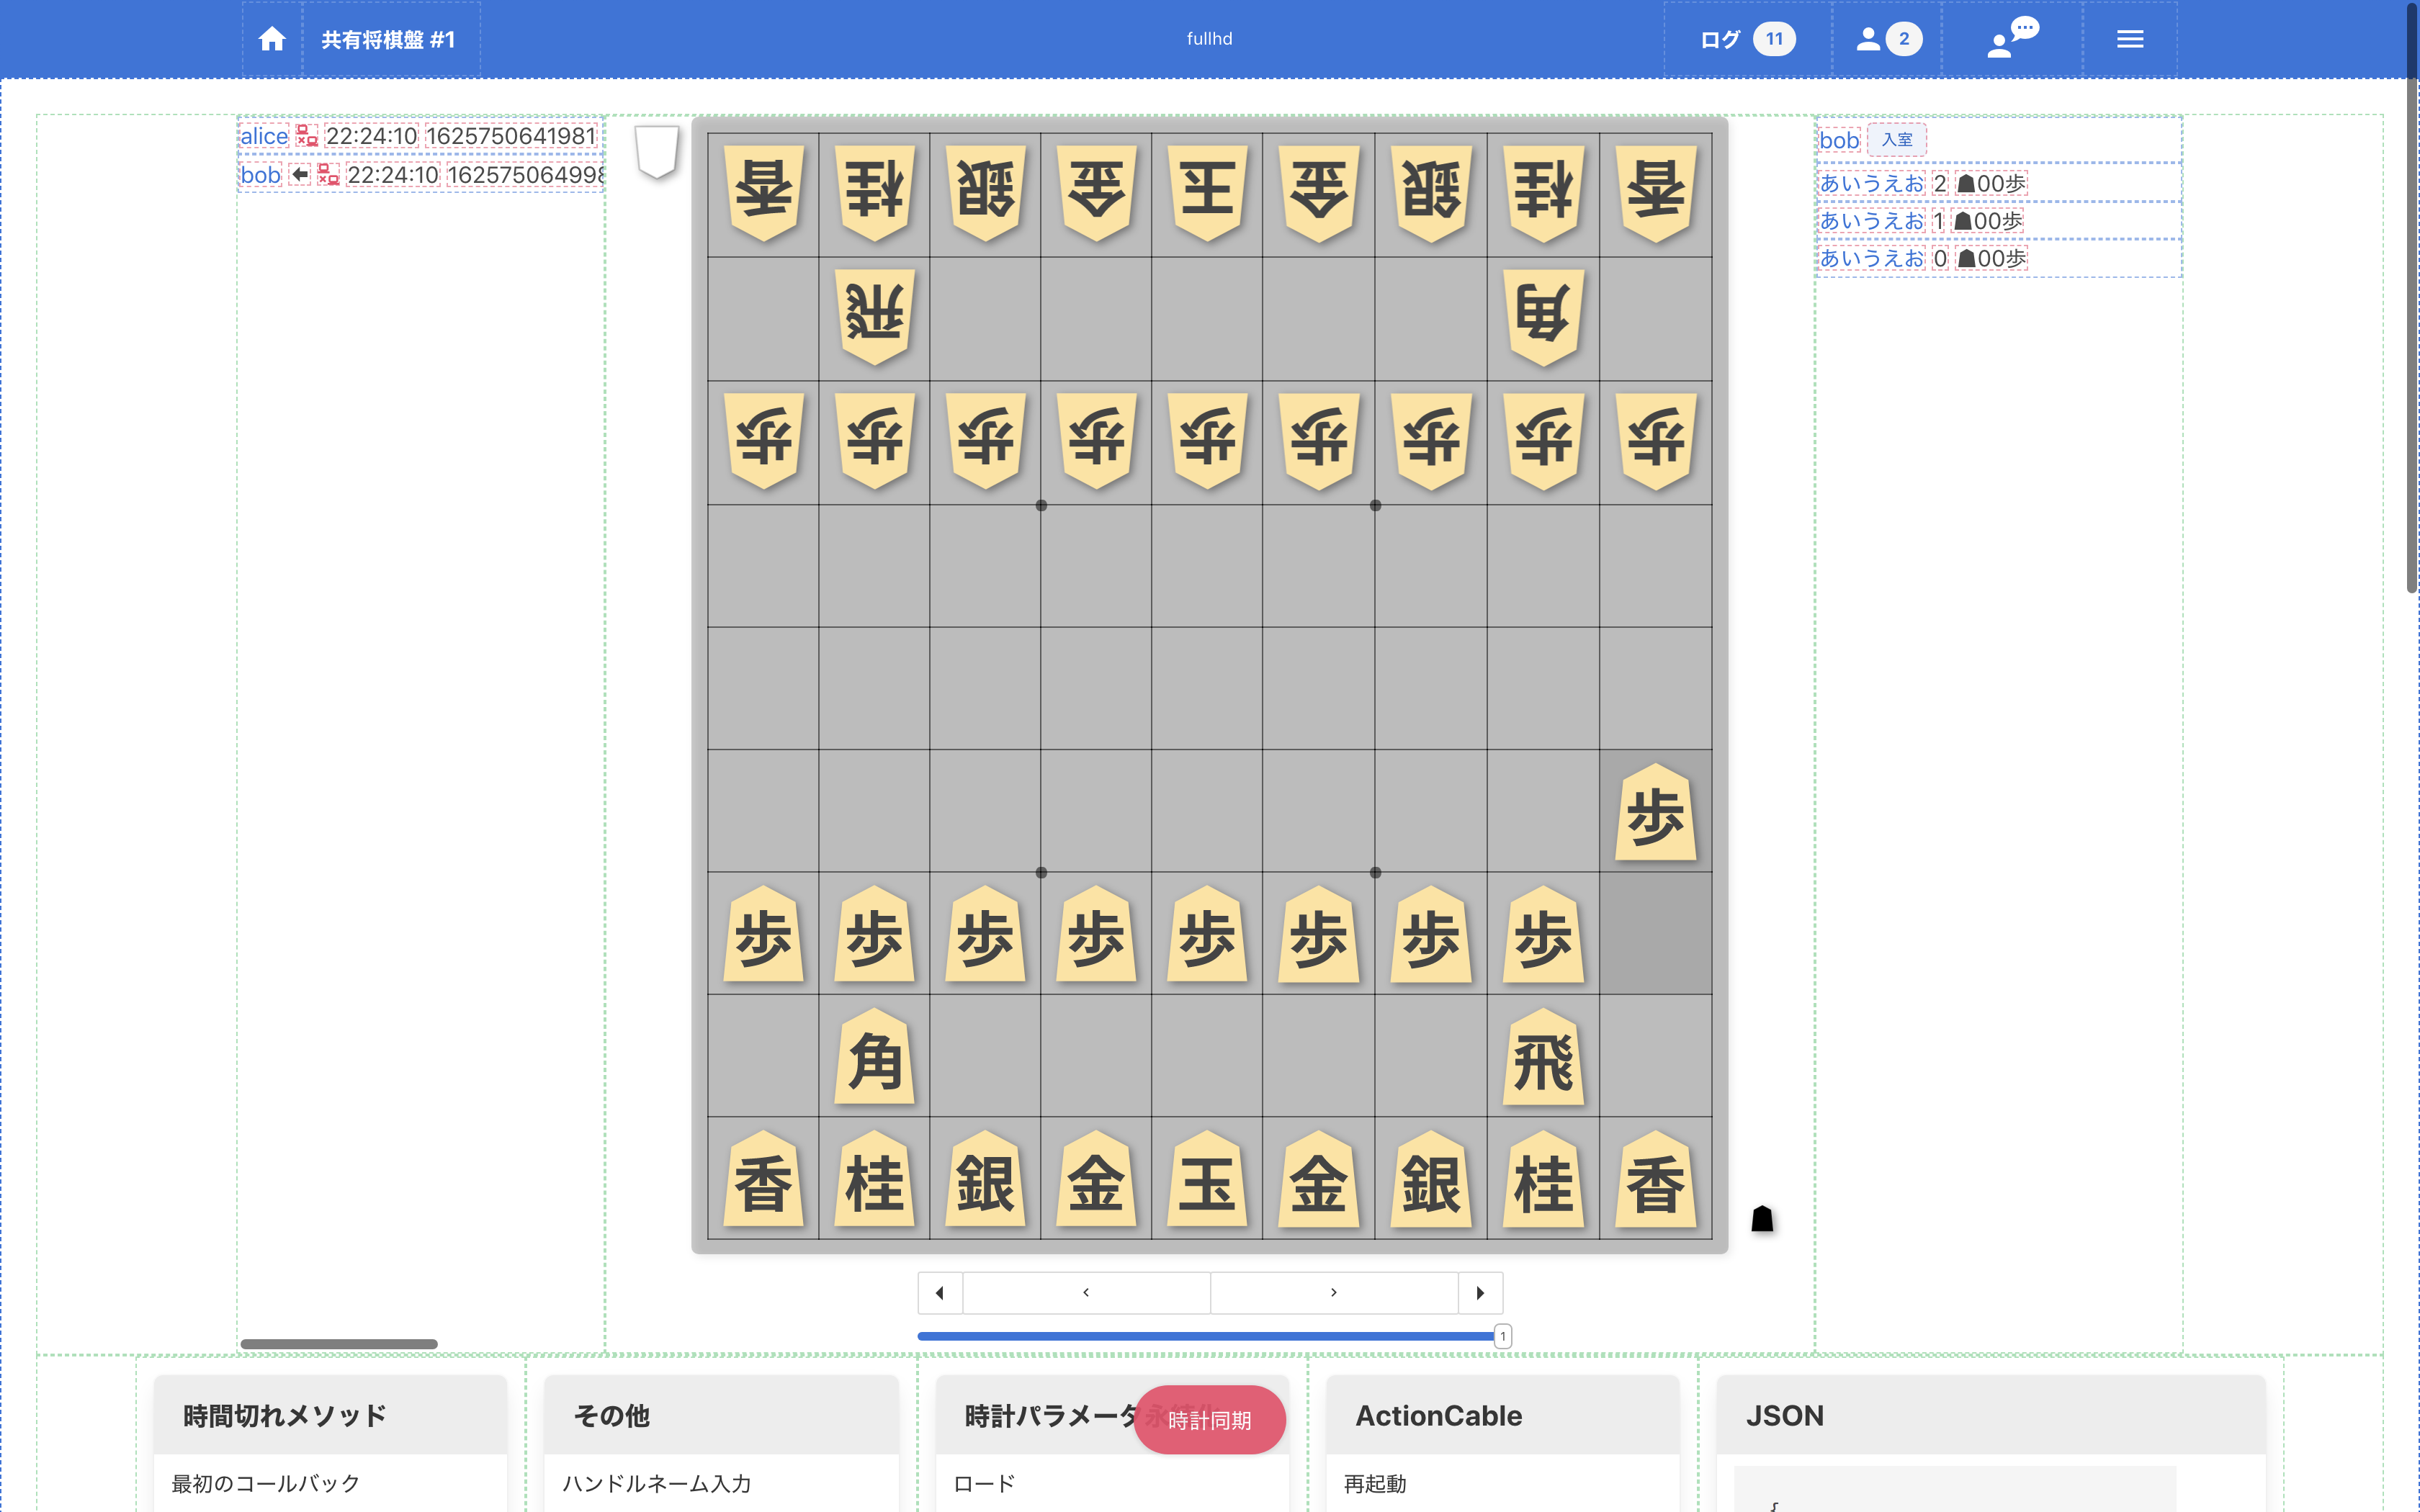 共有将棋盤 #1 fullhd ログ 11 2
alice 22:24:10 1625750641981
bob 22:24:10 162575064998
bob 入室
あいうえお 2 ☗00歩
あいうえお 1 ☗00歩
あいうえお 0 ☗00歩
香 桂 銀 金 玉 金 銀 桂 香
飛 角
歩 歩 歩 歩 歩 歩 歩 歩 歩
歩
歩 歩 歩 歩 歩 歩 歩 歩
角 飛
香 桂 銀 金 玉 金 銀 桂 香
1
時間切れメソッド その他 時計パラメータ 時計同期 ActionCable JSON
最初のコールバック ハンドルネーム入力 ロード 再起動 {